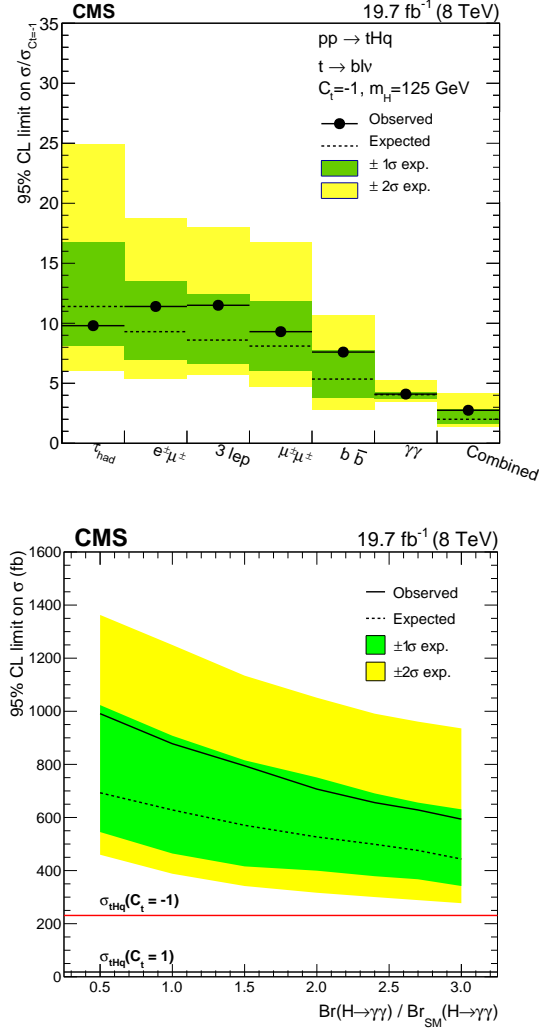 CMS 19.7 fb⁻¹ (8 TeV)
95% CL limit on σ/σ_{Ct=-1}
pp → tHq
t → blν
C_t=-1, m_H=125 GeV
Observed
Expected
± 1σ exp.
± 2σ exp.
35
30
25
20
15
10
5
0
τ_had e^±μ^± 3 lep μ^±μ^± b b̅ γγ Combined
CMS 19.7 fb⁻¹ (8 TeV)
95% CL limit on σ (fb)
Observed
Expected
±1σ exp.
±2σ exp.
1600
1400
1200
1000
800
600
400
200
0
σ_tHq(C_t = -1)
σ_tHq(C_t = 1)
0.5 1.0 1.5 2.0 2.5 3.0
Br(H→γγ) / Br_SM(H→γγ)